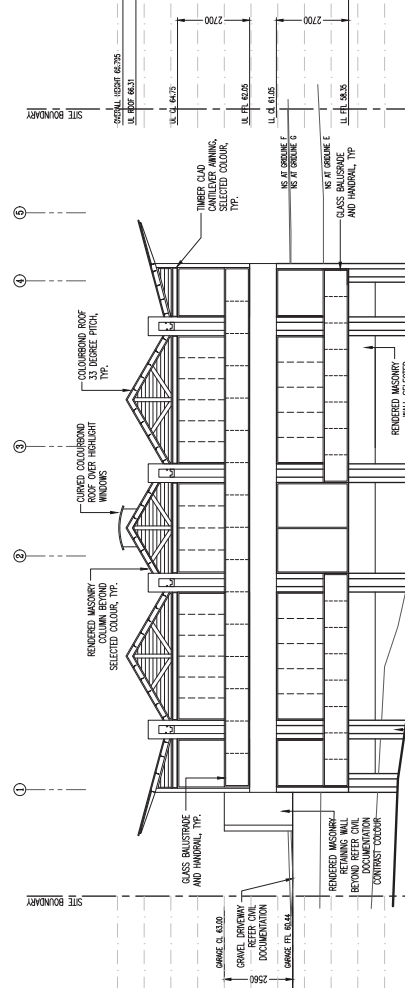 SITE BOUNDARY
1
2
3
4
5
SITE BOUNDARY
OVERALL HEIGHT 66.795
UL ROOF 66.31
UL CL 64.75
2700
UL FFL 62.05
LL CL 61.05
2700
LL FFL 58.35
RENDERED MASONRY
COLUMN BEYOND
SELECTED COLOUR, TYP.
CURVED COLOURBOND
ROOF OVER HIGHLIGHT
WINDOWS
COLOURBOND ROOF
33 DEGREE PITCH,
TYP.
TIMBER CLAD
CANTILEVER AWNING,
SELECTED COLOUR,
TYP.
GLASS BALUSTRADE
AND HANDRAIL, TYP.
GARAGE CL 63.00
2560
GARAGE FFL 60.44
GRAVEL DRIVEWAY
REFER CIVIL
DOCUMENTATION
NS AT GRIDLINE F
NS AT GRIDLINE G
NS AT GRIDLINE E
GLASS BALUSRADE
AND HANDRAIL, TYP
RENDERED MASONRY
RETAINING WALL
BEYOND REFER CIVIL
DOCUMENTATION
CONTRAST COLOUR
RENDERED MASONRY